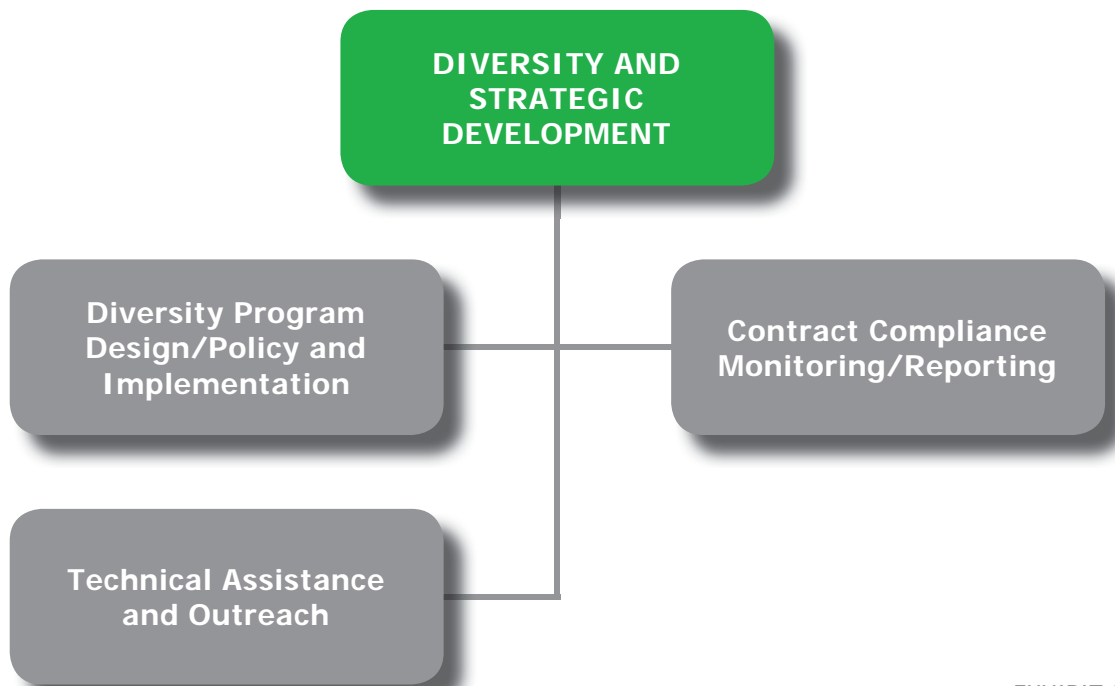 DIVERSITY AND
STRATEGIC
DEVELOPMENT
Diversity Program
Design/Policy and
Implementation
Contract Compliance
Monitoring/Reporting
Technical Assistance
and Outreach